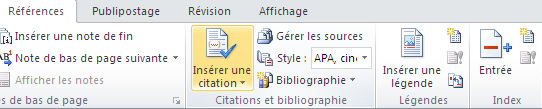 Références Publipostage Révision Affichage
Insérer une note de fin
Note de bas de page suivante
Afficher les notes
es de bas de page
Insérer une
citation
Gérer les sources
Style : APA, cin
Bibliographie
Citations et bibliographie
Insérer une
légende
Légendes
Entrée
Index